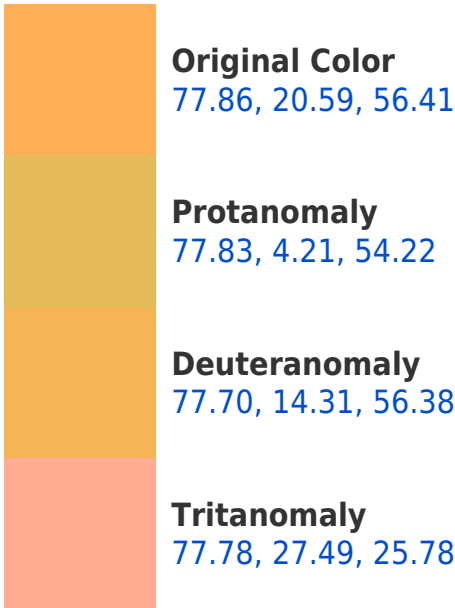 Original Color
77.86, 20.59, 56.41
Protanomaly
77.83, 4.21, 54.22
Deuteranomaly
77.70, 14.31, 56.38
Tritanomaly
77.78, 27.49, 25.78